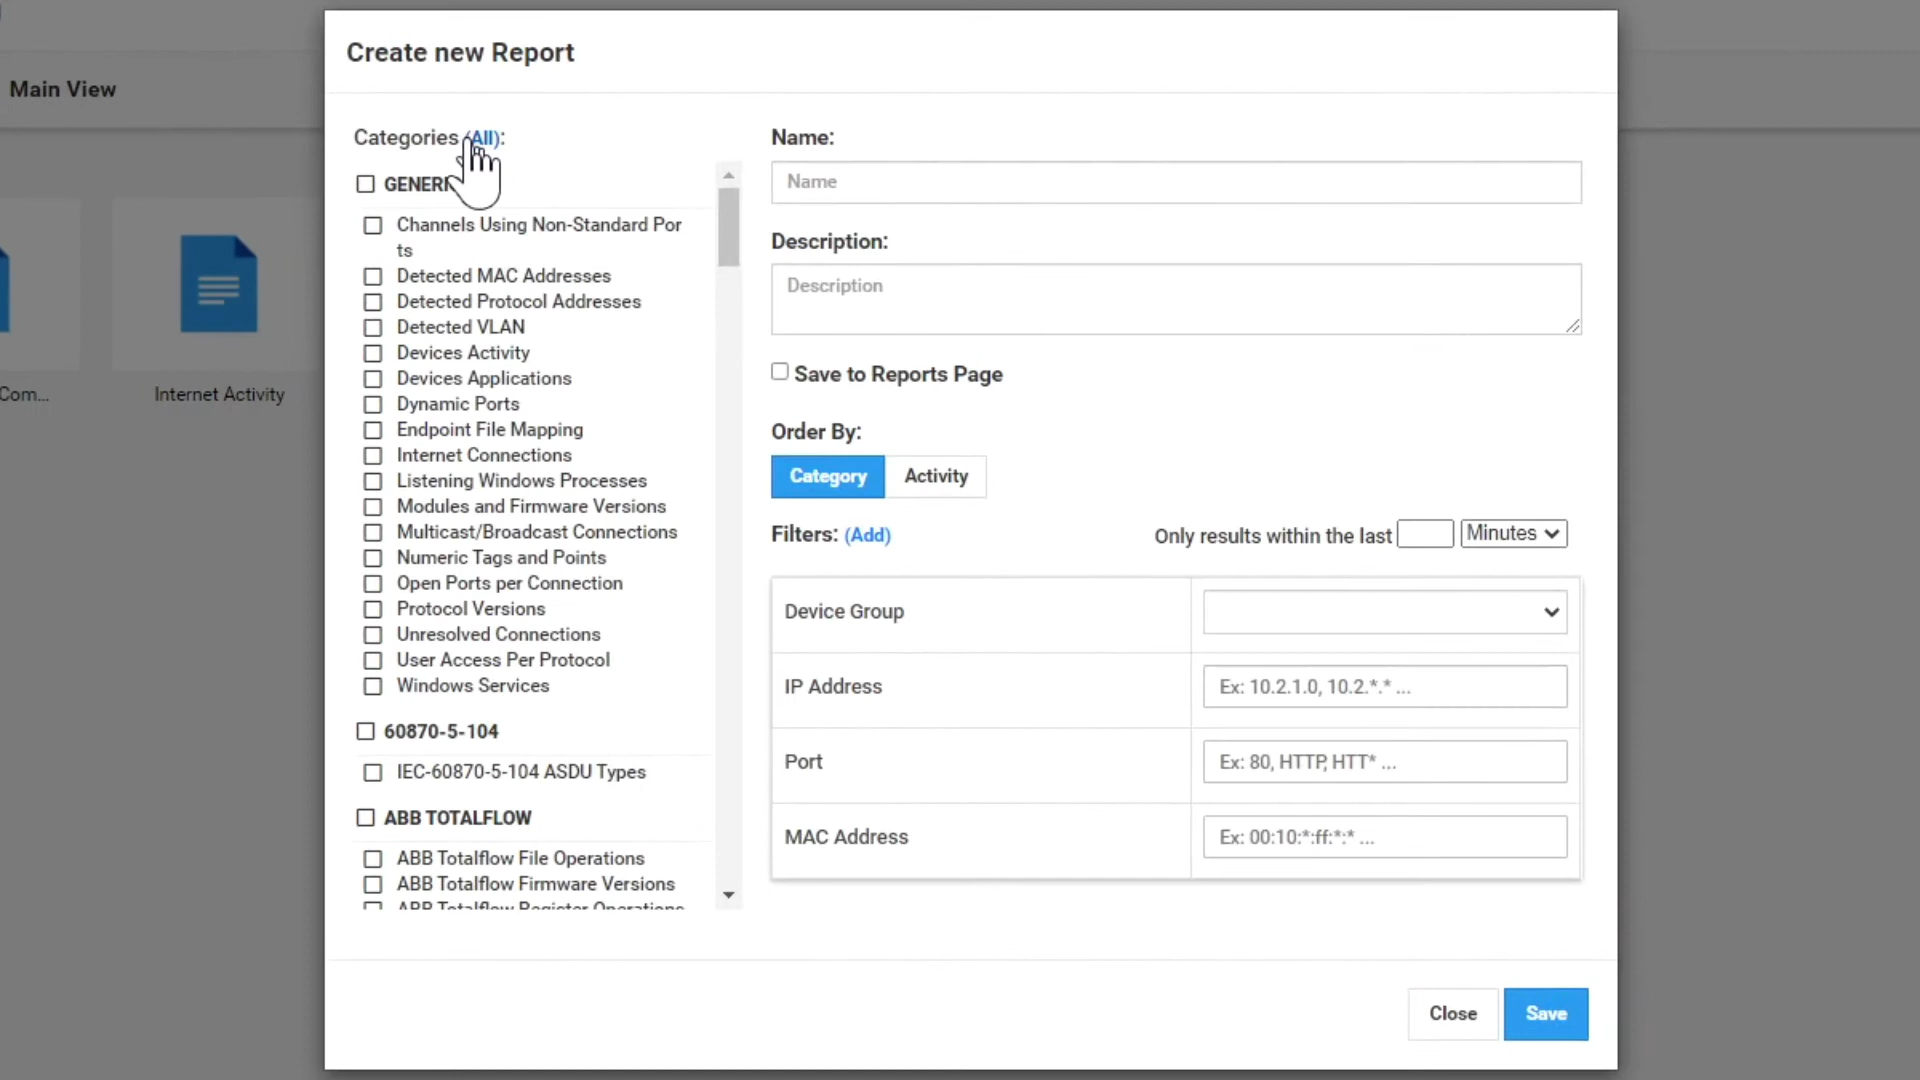 Create new Report
Main View
Categories (All):
Channels Using Non-Standard Por
ts
Detected MAC Addresses
Detected Protocol Addresses
Detected VLAN
Devices Activity
Devices Applications
Dynamic Ports
Endpoint File Mapping
Internet Connections
Listening Windows Processes
Modules and Firmware Versions
Multicast/Broadcast Connections
Numeric Tags and Points
Open Ports per Connection
Protocol Versions
Unresolved Connections
User Access Per Protocol
Windows Services
60870-5-104
IEC-60870-5-104 ASDU Types
ABB TOTALFLOW
ABB Totalflow File Operations
ABB Totalflow Firmware Versions
ABB Totalflow Register Operations
Name:
Name
Description:
Description
Save to Reports Page
Order By:
Category Activity
Filters: (Add) Only results within the last Minutes
Device Group
IP Address Ex: 10.2.1.0, 10.2.*.* ...
Port Ex: 80, HTTP, HTT* ...
MAC Address Ex: 00:10:*:ff:*:* ...
Close Save
Com...
Internet Activity